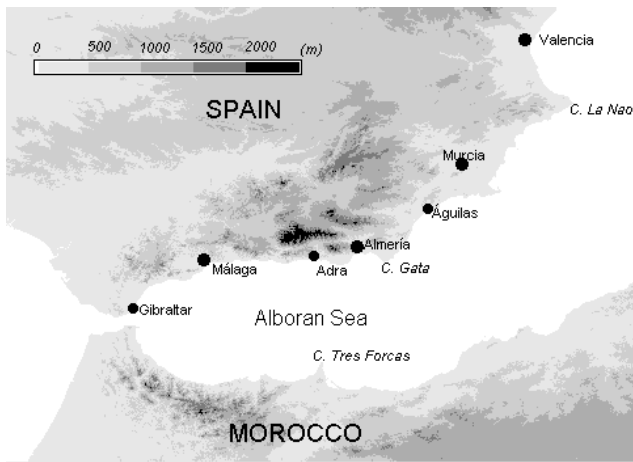 0 500 1000 1500 2000 (m)
Valencia
SPAIN
C. La Nao
Murcia
Águilas
Almería
Málaga
Adra
C. Gata
Gibraltar
Alboran Sea
C. Tres Forcas
MOROCCO